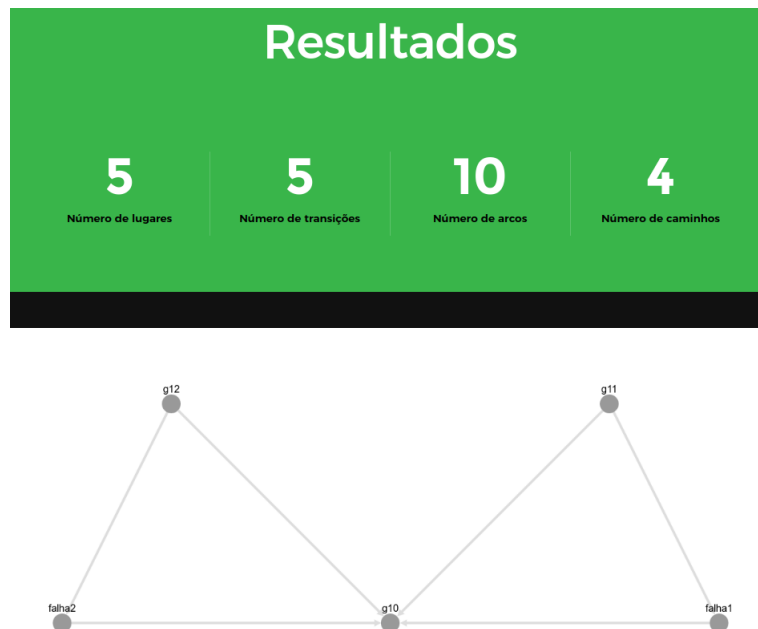 Resultados
5 5 10 4
Número de lugares Número de transições Número de arcos Número de caminhos
g12 g11
falha2 g10 falha1